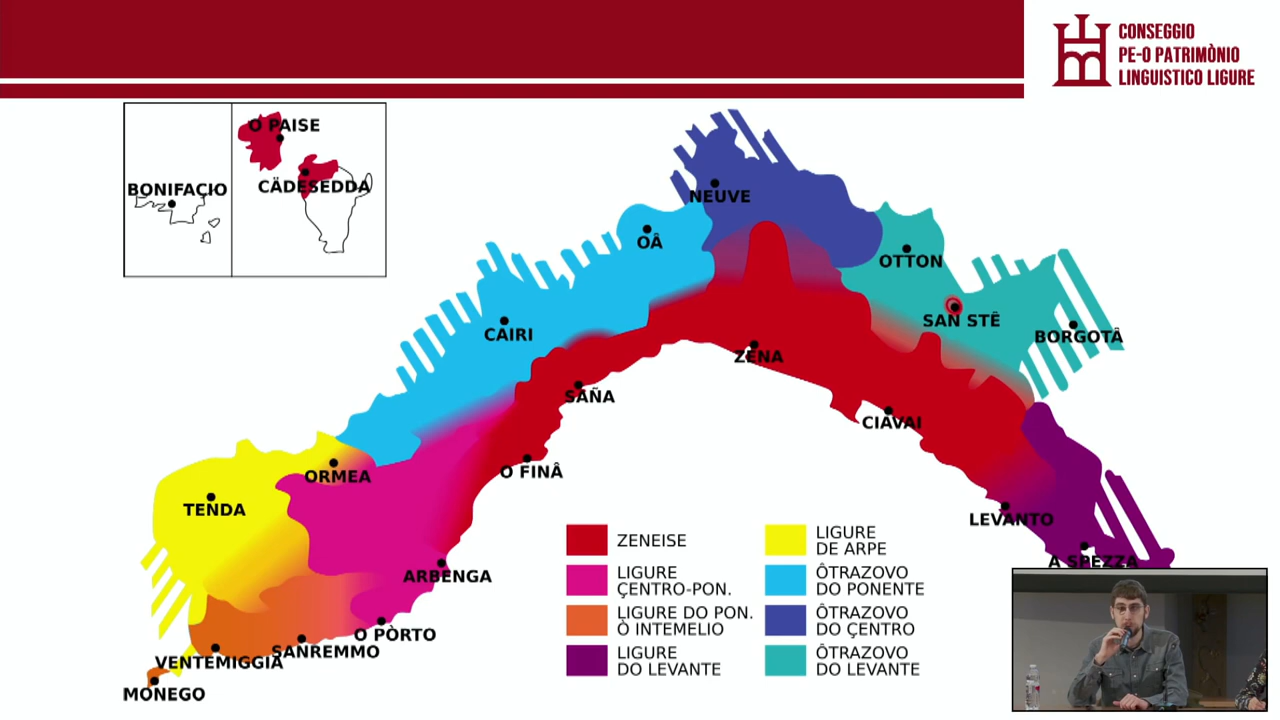 CONSEGGIO
PE-O PATRIMÒNIO
LINGUISTICO LIGURE
O PAISE
BONIFAÇIO
CÄDESEDDA
NEUVE
OÂ
OTTON
CAIRI
SAN STÊ
BORGOTÂ
ZENA
SAÑA
CIAVAI
O FINÂ
ORMEA
TENDA
LEVANTO
ARBENGA
A SPEZZA
O PÒRTO
SANREMMO
VENTEMIGGIA
MONEGO
ZENEISE
LIGURE
ÇENTRO-PON.
LIGURE DO PON.
Ò INTEMELIO
LIGURE
DO LEVANTE
LIGURE
DE ARPE
ÔTRAZOVO
DO PONENTE
ÔTRAZOVO
DO ÇENTRO
ÔTRAZOVO
DO LEVANTE